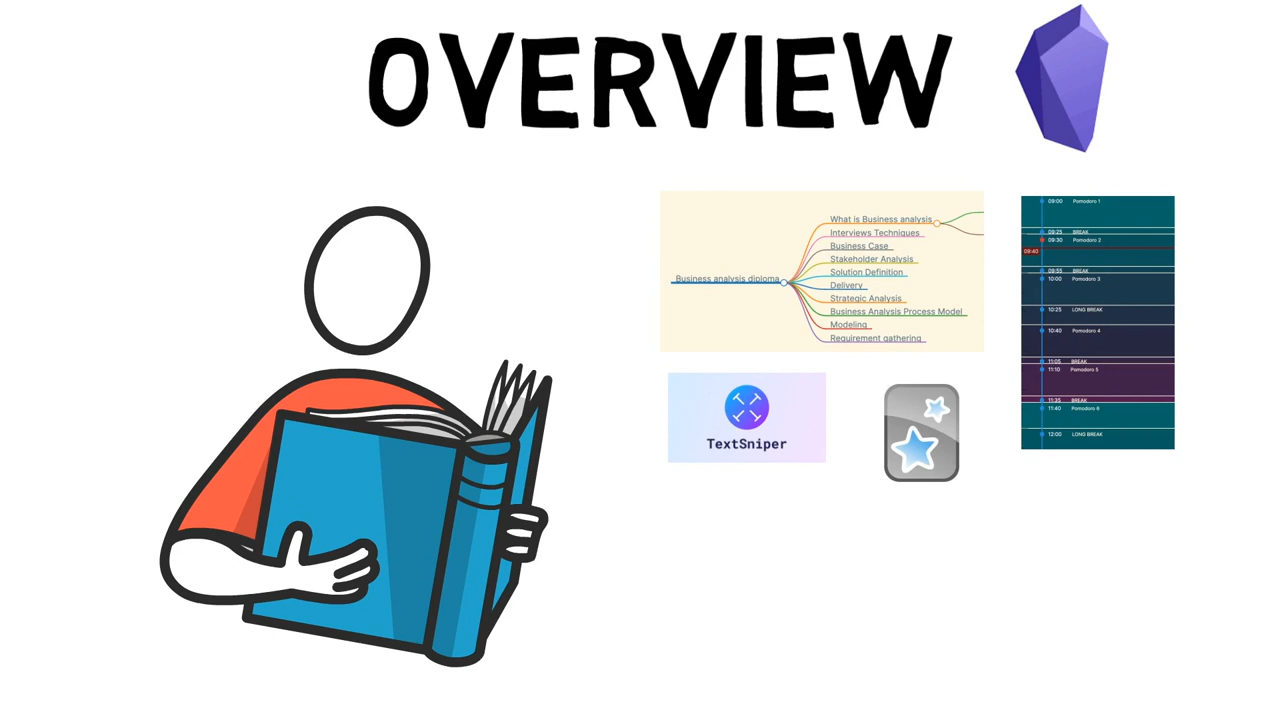 OVERVIEW
Business analysis diploma
What is Business analysis
Interviews Techniques
Business Case
Stakeholder Analysis
Solution Definition
Delivery
Strategic Analysis
Business Analysis Process Model
Modeling
Requirement gathering
TextSniper
09:00 Pomodoro 1
09:25 BREAK
09:30 Pomodoro 2
09:40
09:55 BREAK
10:00 Pomodoro 3
10:25 LONG BREAK
10:40 Pomodoro 4
11:05 BREAK
11:10 Pomodoro 5
11:35 BREAK
11:40 Pomodoro 6
12:00 LONG BREAK